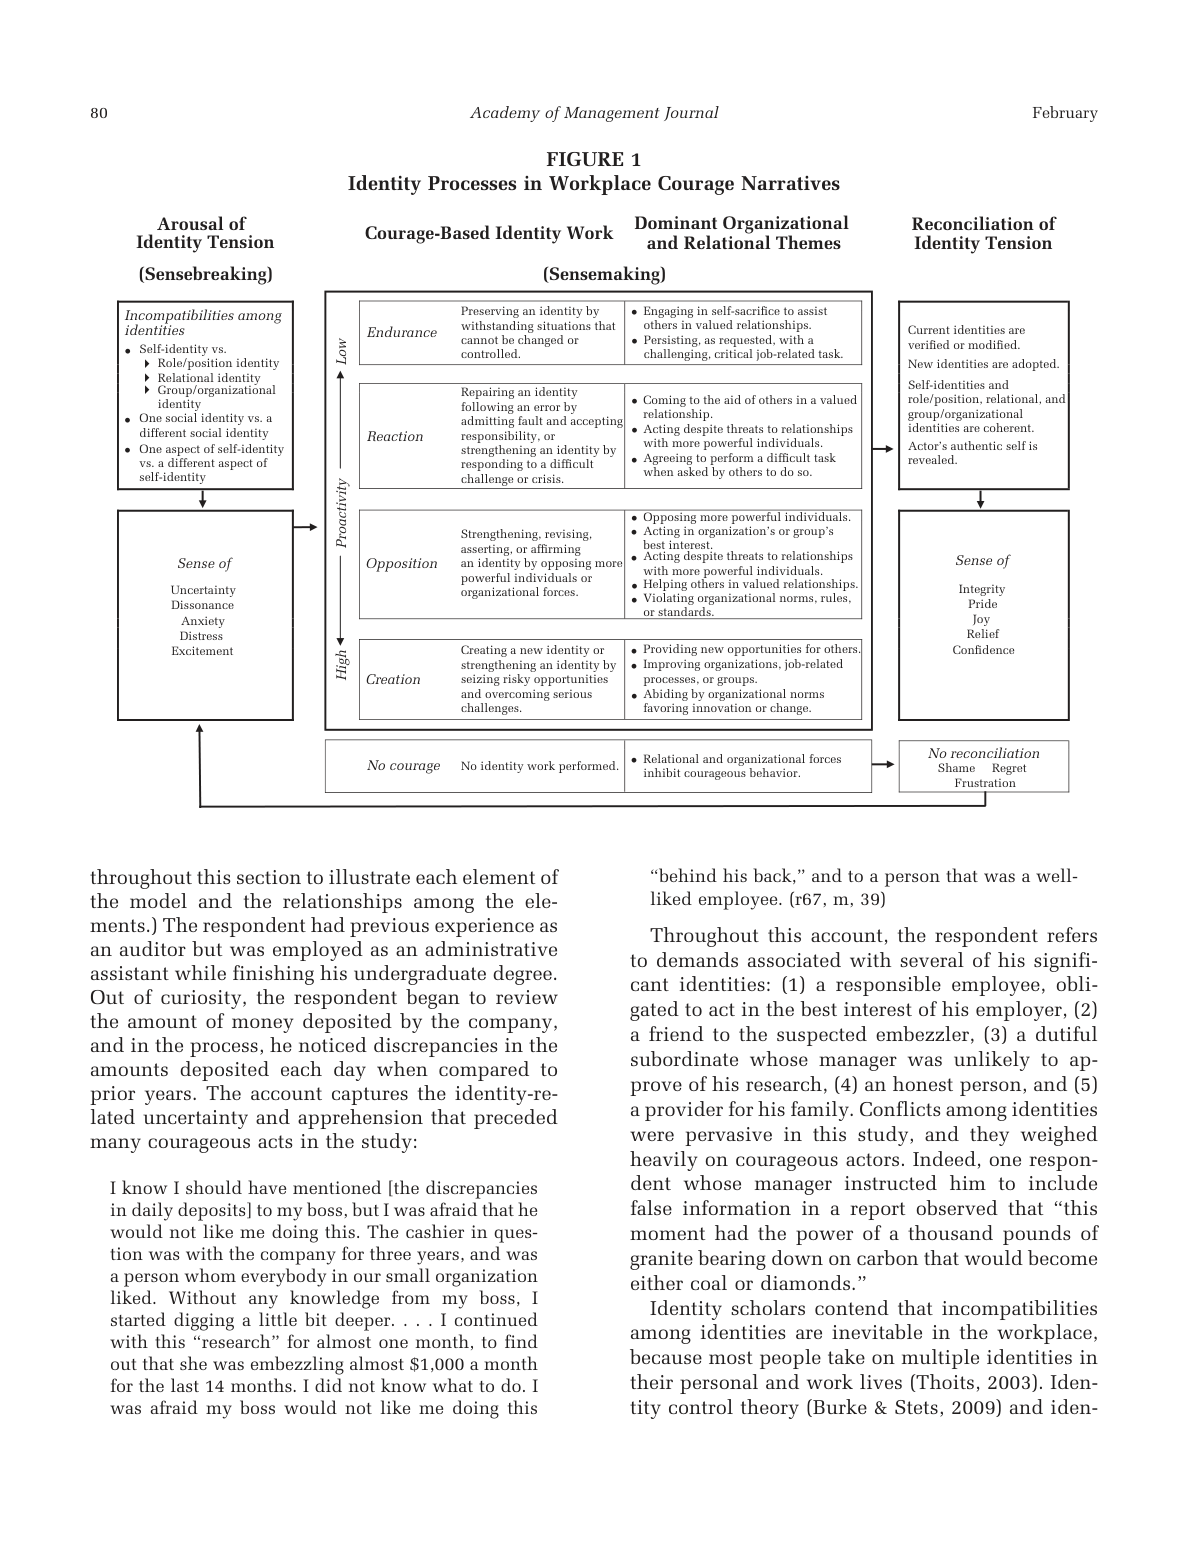 80
Academy of Management Journal
February
FIGURE 1
Identity Processes in Workplace Courage Narratives
Arousal of
Identity Tension
(Sensebreaking)
Courage-Based Identity Work
Dominant Organizational
and Relational Themes
(Sensemaking)
Reconciliation of
Identity Tension
Incompatibilities among
identities
• Self-identity vs.
Role/position identity
Relational identity
Group/organizational
identity
• One social identity vs. a
different social identity
• One aspect of self-identity
vs. a different aspect of
self-identity
Sense of
Uncertainty
Dissonance
Anxiety
Distress
Excitement
Low
Proactivity
High
Endurance
Preserving an identity by
withstanding situations that
cannot be changed or
controlled.
• Engaging in self-sacrifice to assist
others in valued relationships.
• Persisting, as requested, with a
challenging, critical job-related task.
Reaction
Repairing an identity
following an error by
admitting fault and accepting
responsibility, or
strengthening an identity by
responding to a difficult
challenge or crisis.
• Coming to the aid of others in a valued
relationship.
• Acting despite threats to relationships
with more powerful individuals.
• Agreeing to perform a difficult task
when asked by others to do so.
Opposition
Strengthening, revising,
asserting, or affirming
an identity by opposing more
powerful individuals or
organizational forces.
• Opposing more powerful individuals.
• Acting in organization's or group's
best interest.
• Acting despite threats to relationships
with more powerful individuals.
• Helping others in valued relationships.
• Violating organizational norms, rules,
or standards.
Creation
Creating a new identity or
strengthening an identity by
seizing risky opportunities
and overcoming serious
challenges.
• Providing new opportunities for others.
• Improving organizations, job-related
processes, or groups.
• Abiding by organizational norms
favoring innovation or change.
No courage
No identity work performed.
• Relational and organizational forces
inhibit courageous behavior.
Current identities are
verified or modified.
New identities are adopted.
Self-identities and
role/position, relational, and
group/organizational
identities are coherent.
Actor's authentic self is
revealed.
Sense of
Integrity
Pride
Joy
Relief
Confidence
No reconciliation
Shame Regret
Frustration
throughout this section to illustrate each element of
the model and the relationships among the ele-
ments.) The respondent had previous experience as
an auditor but was employed as an administrative
assistant while finishing his undergraduate degree.
Out of curiosity, the respondent began to review
the amount of money deposited by the company,
and in the process, he noticed discrepancies in the
amounts deposited each day when compared to
prior years. The account captures the identity-re-
lated uncertainty and apprehension that preceded
many courageous acts in the study:
I know I should have mentioned [the discrepancies
in daily deposits] to my boss, but I was afraid that he
would not like me doing this. The cashier in ques-
tion was with the company for three years, and was
a person whom everybody in our small organization
liked. Without any knowledge from my boss, I
started digging a little bit deeper. . . . I continued
with this “research” for almost one month, to find
out that she was embezzling almost $1,000 a month
for the last 14 months. I did not know what to do. I
was afraid my boss would not like me doing this
“behind his back,” and to a person that was a well-
liked employee. (r67, m, 39)
Throughout this account, the respondent refers
to demands associated with several of his signifi-
cant identities: (1) a responsible employee, obli-
gated to act in the best interest of his employer, (2)
a friend to the suspected embezzler, (3) a dutiful
subordinate whose manager was unlikely to ap-
prove of his research, (4) an honest person, and (5)
a provider for his family. Conflicts among identities
were pervasive in this study, and they weighed
heavily on courageous actors. Indeed, one respon-
dent whose manager instructed him to include
false information in a report observed that “this
moment had the power of a thousand pounds of
granite bearing down on carbon that would become
either coal or diamonds.”
Identity scholars contend that incompatibilities
among identities are inevitable in the workplace,
because most people take on multiple identities in
their personal and work lives (Thoits, 2003). Iden-
tity control theory (Burke & Stets, 2009) and iden-